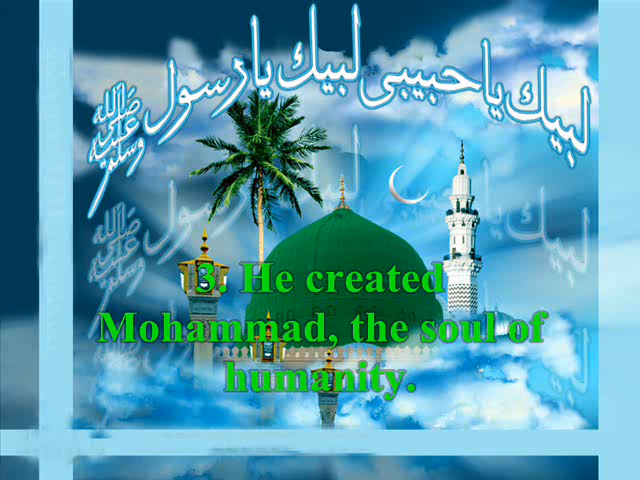 لبيك يا حبيبي لبيك يا رسول
صلى الله عليه وسلم
3. He created
Mohammad, the soul of
humanity.